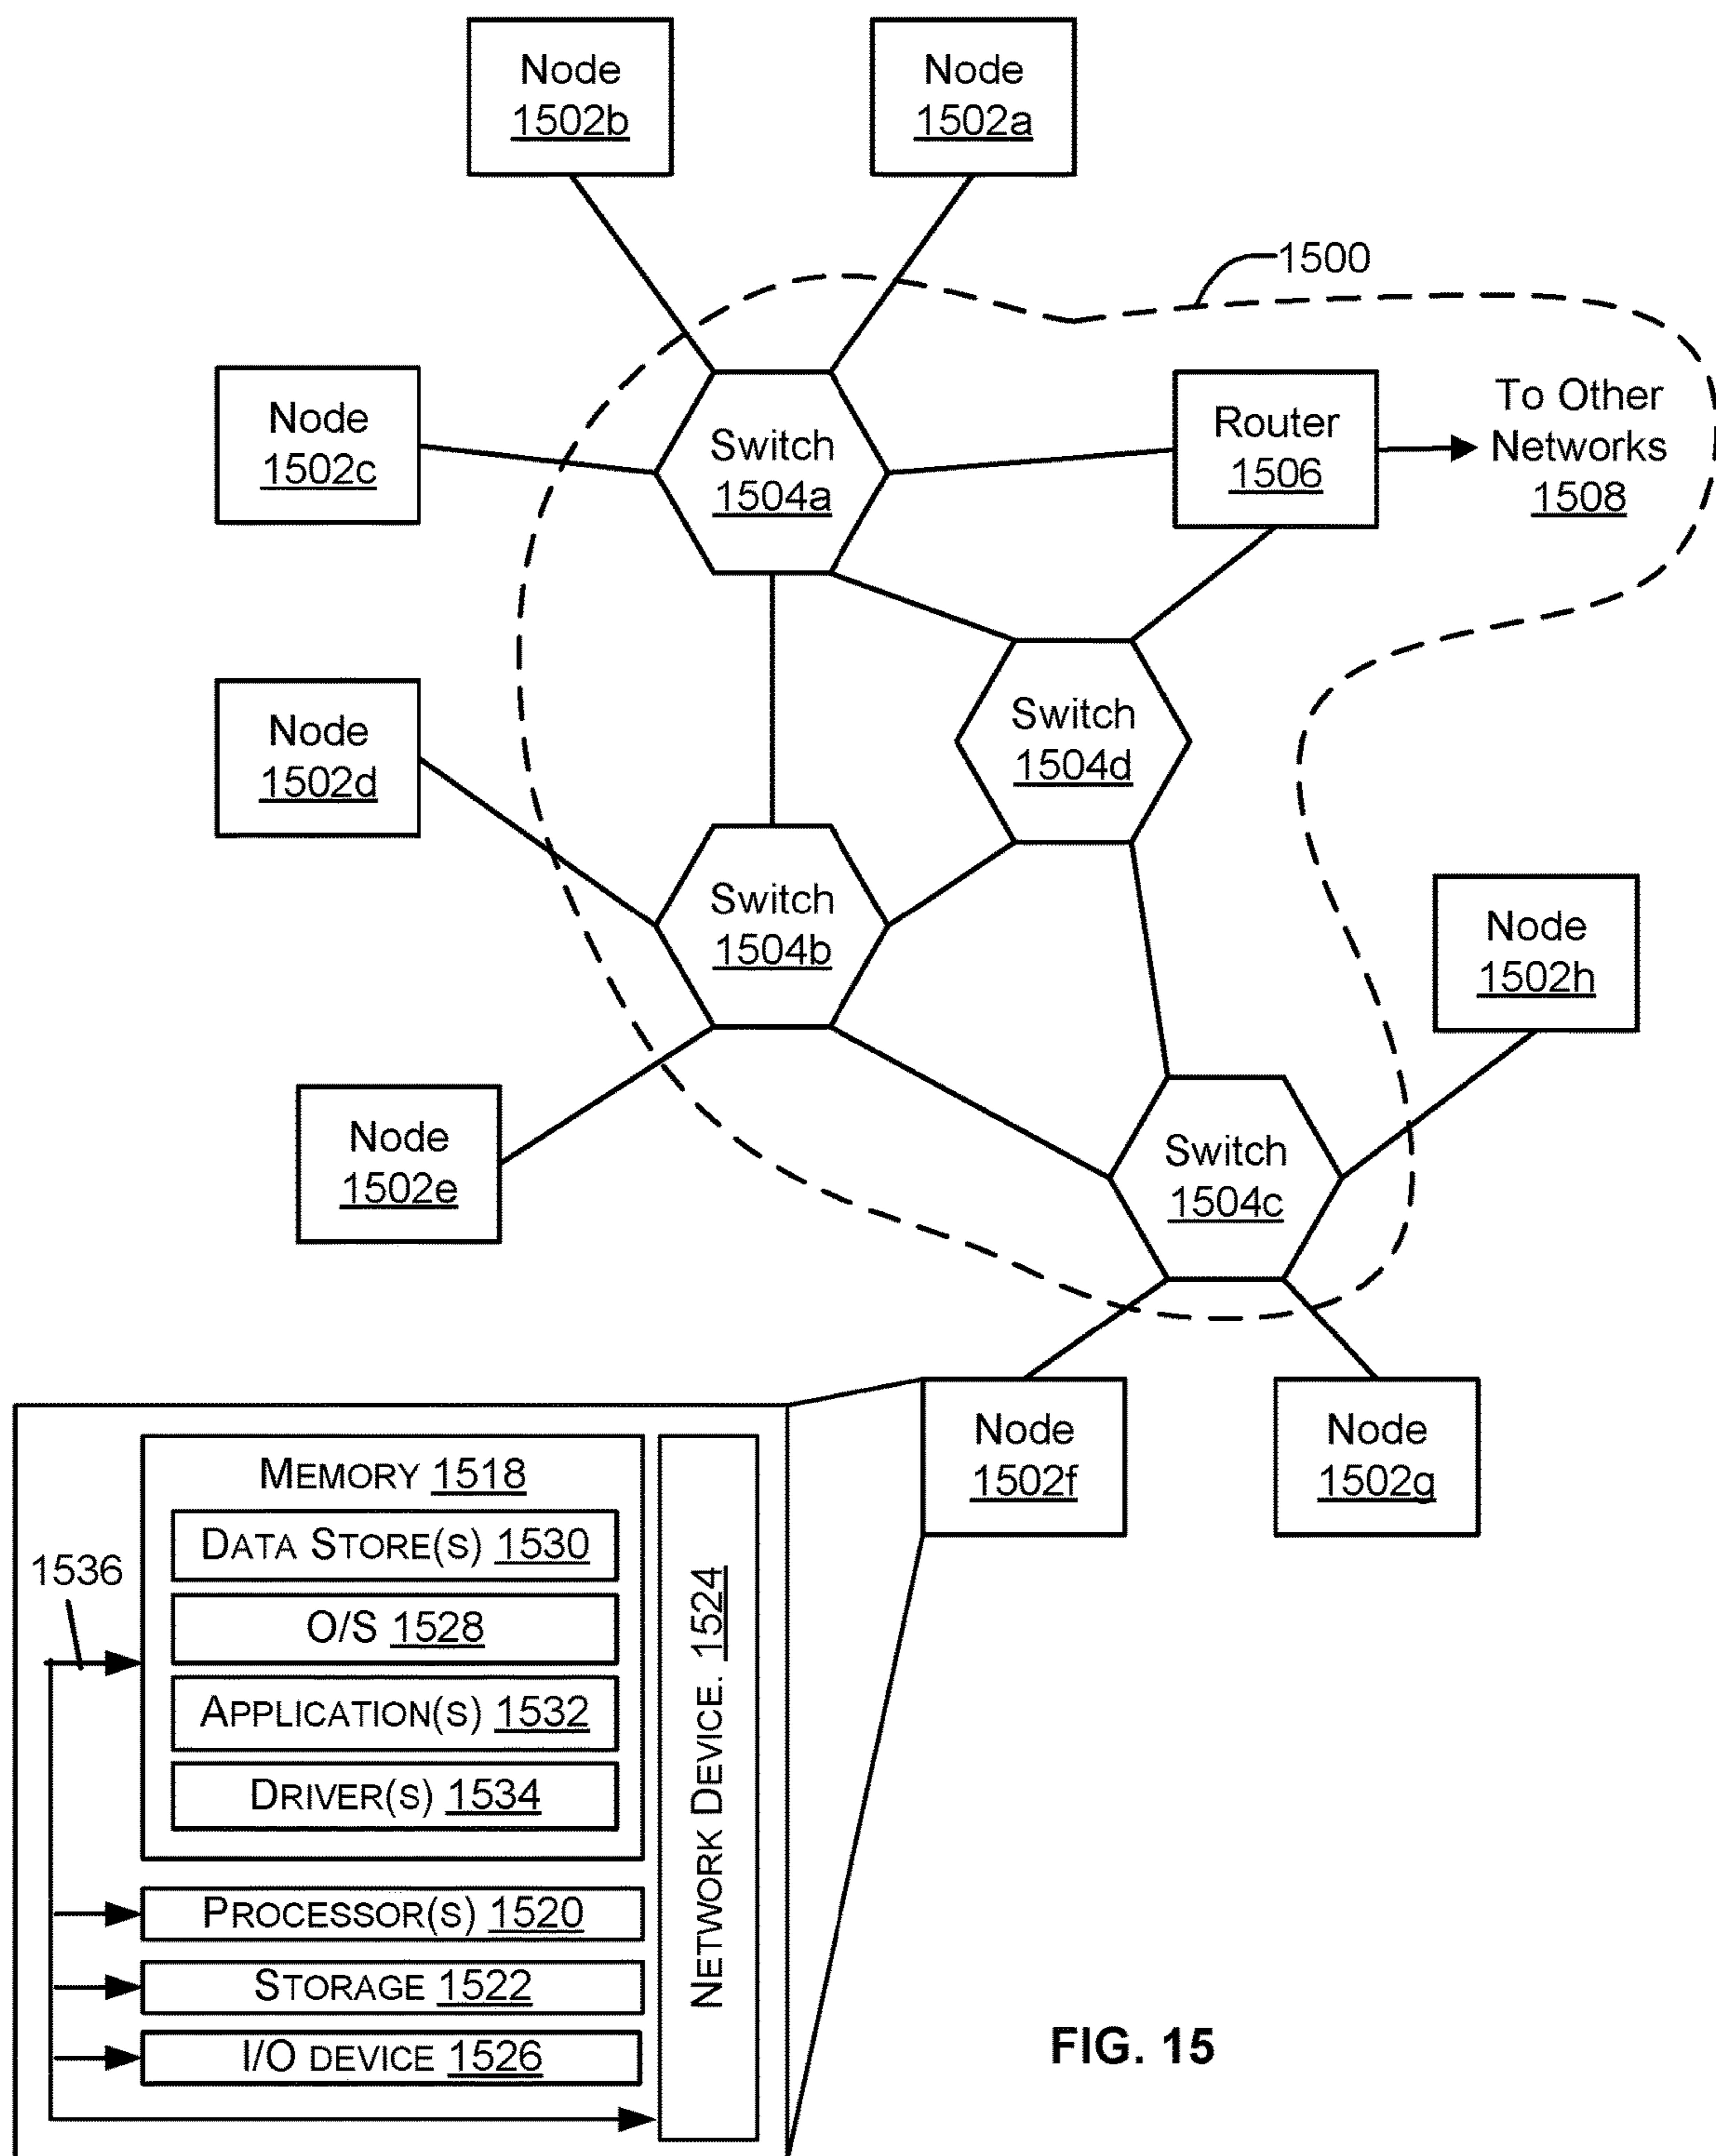 Node
1502b
Node
1502a
1500
Node
1502c
Switch
1504a
Router
1506
To Other
Networks
1508
Node
1502d
Switch
1504d
Switch
1504b
Node
1502h
Node
1502e
Switch
1504c
Node
1502f
Node
1502g
MEMORY 1518
DATA STORE(S) 1530
1536
O/S 1528
APPLICATION(S) 1532
DRIVER(S) 1534
NETWORK DEVICE. 1524
PROCESSOR(S) 1520
STORAGE 1522
I/O DEVICE 1526
FIG. 15